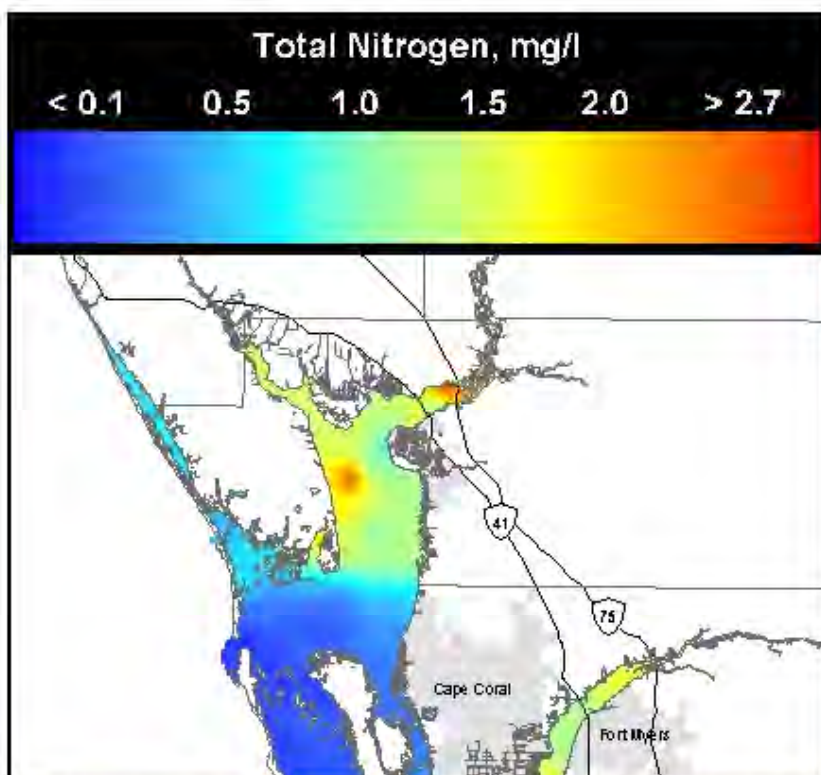 Total Nitrogen, mg/l
< 0.1 0.5 1.0 1.5 2.0 > 2.7
41
75
Cape Coral
Fort Myers